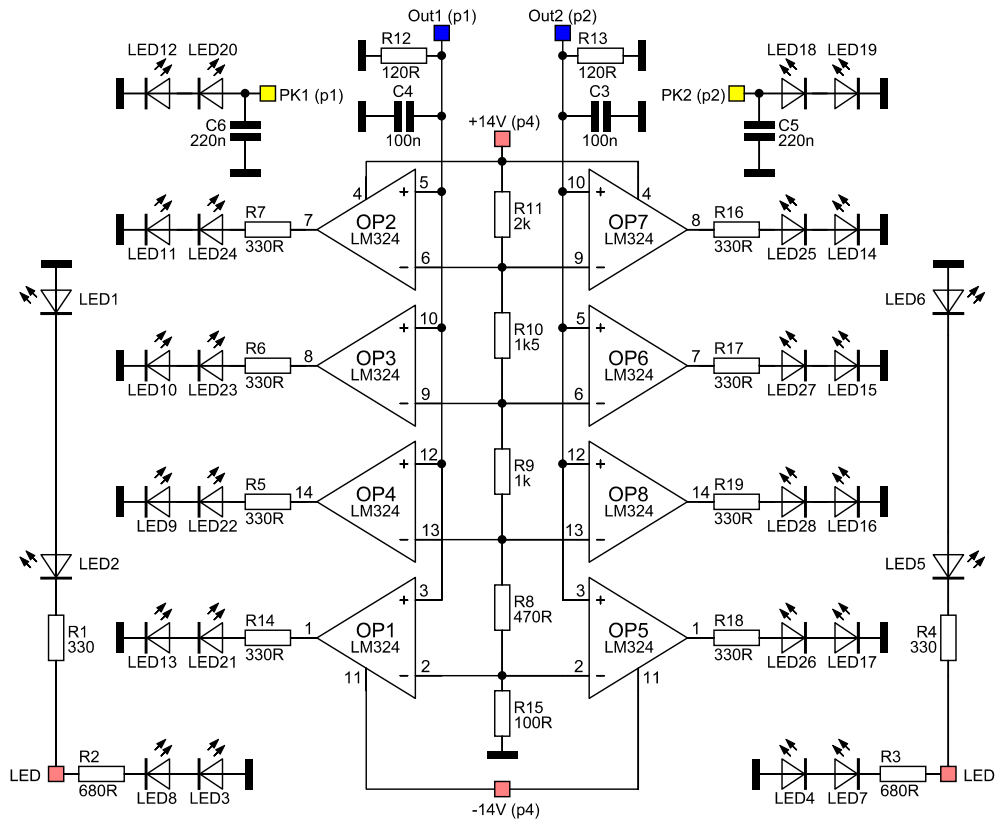 Out1 (p1)
Out2 (p2)
LED12
LED20
R12
120R
R13
120R
LED18
LED19
PK1 (p1)
C4
100n
C3
100n
PK2 (p2)
C6
220n
+14V (p4)
C5
220n
4
5
+
10
+
4
R7
330R
7
OP2
LM324
R11
2k
OP7
LM324
8
R16
330R
LED11
LED24
6
−
9
−
LED25
LED14
LED1
LED6
10
+
5
+
R6
330R
8
OP3
LM324
R10
1k5
OP6
LM324
7
R17
330R
LED10
LED23
9
−
6
−
LED27
LED15
12
+
12
+
R5
330R
14
OP4
LM324
R9
1k
OP8
LM324
14
R19
330R
LED9
LED22
13
−
13
−
LED28
LED16
LED2
LED5
3
+
3
+
R1
330
R14
330R
1
OP1
LM324
R8
470R
OP5
LM324
1
R18
330R
R4
330
LED13
LED21
11
2
−
2
−
11
LED26
LED17
R15
100R
LED
R2
680R
LED8
LED3
-14V (p4)
LED4
LED7
R3
680R
LED